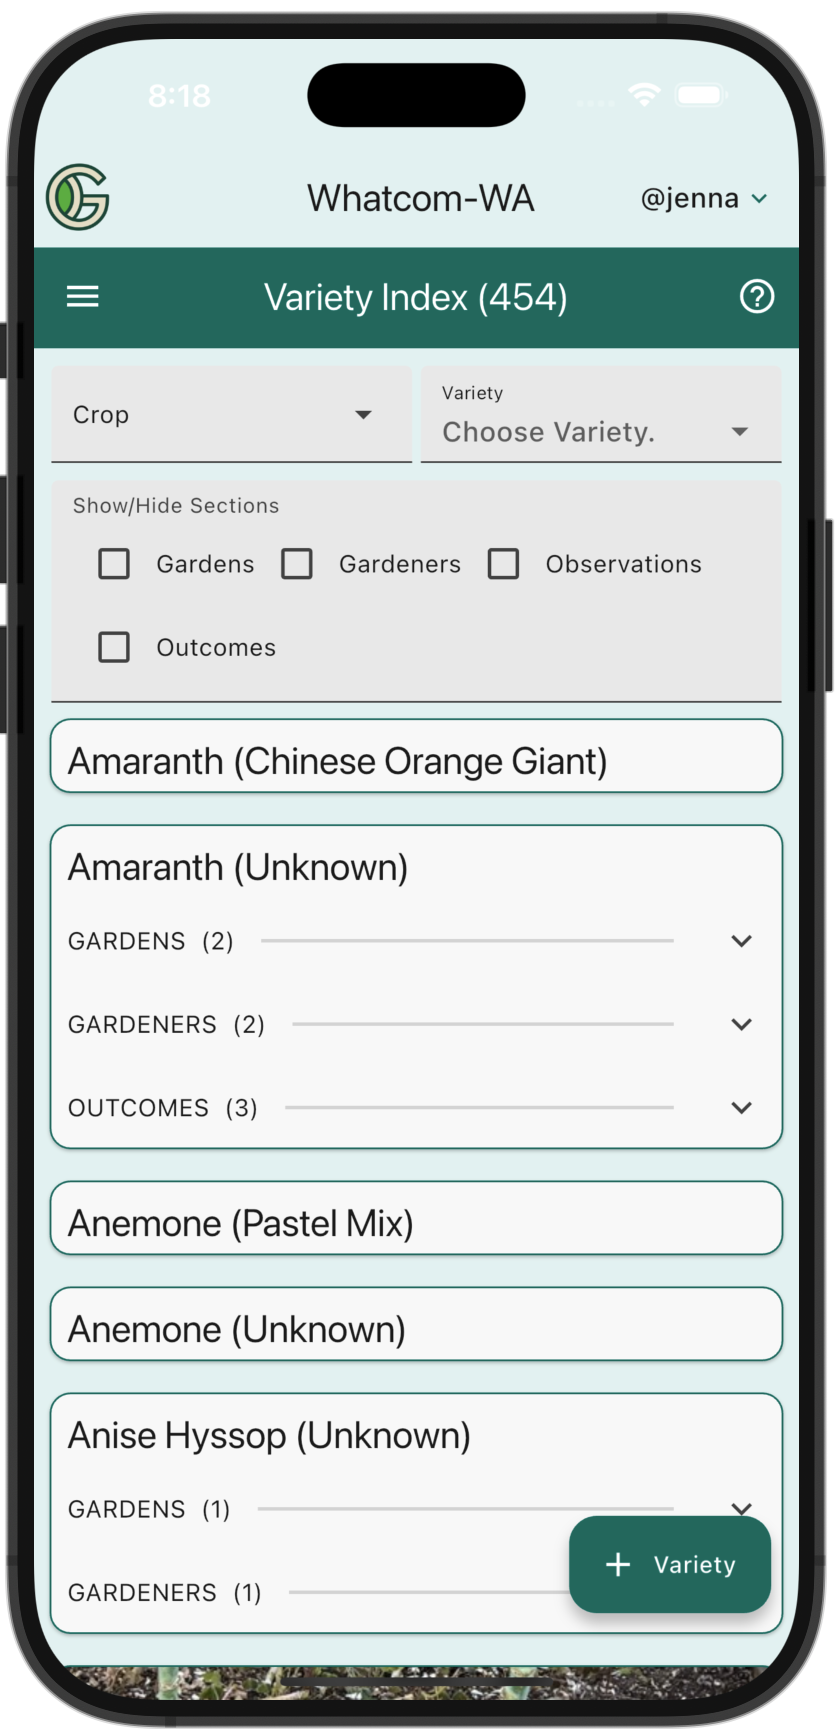 8:18
Whatcom-WA
@jenna
Variety Index (454)
Crop
Variety
Choose Variety.
Show/Hide Sections
Gardens Gardeners Observations
Outcomes
Amaranth (Chinese Orange Giant)
Amaranth (Unknown)
GARDENS (2)
GARDENERS (2)
OUTCOMES (3)
Anemone (Pastel Mix)
Anemone (Unknown)
Anise Hyssop (Unknown)
GARDENS (1)
GARDENERS (1)
+ Variety